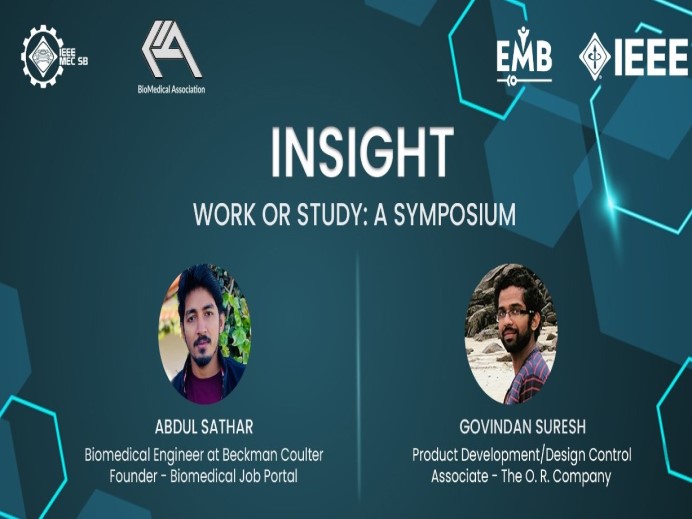 IEEE
MEC SB
BioMedical Association
EMB
IEEE
INSIGHT
WORK OR STUDY: A SYMPOSIUM
ABDUL SATHAR
Biomedical Engineer at Beckman Coulter
Founder - Biomedical Job Portal
GOVINDAN SURESH
Product Development/Design Control
Associate - The O. R. Company